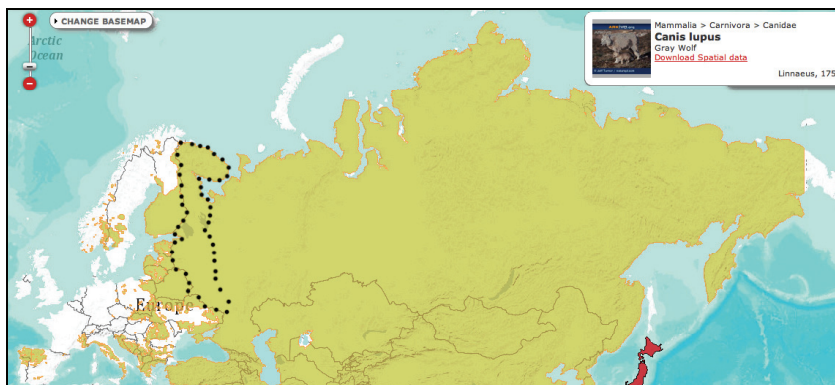 CHANGE BASEMAP
Arctic
Ocean
Mammalia > Carnivora > Canidae
Canis lupus
Gray Wolf
Download Spatial data
Linnaeus, 175
Europe